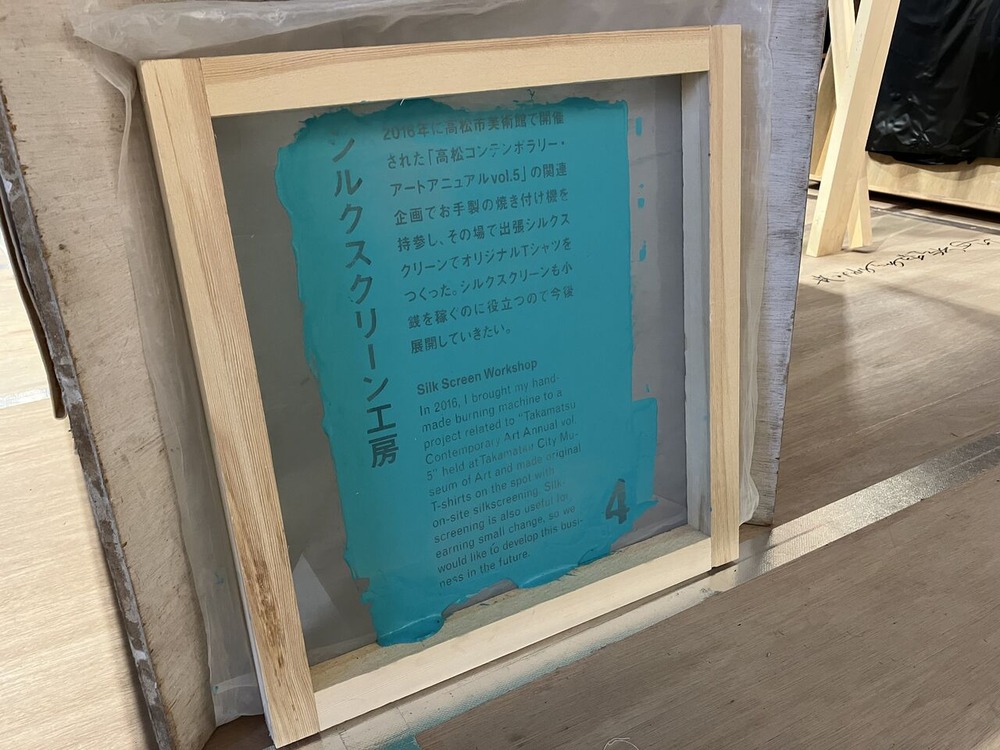 シルクスクリーン工房
2016年に高松市美術館で開催
された「高松コンテンポラリー・
アートアニュアルvol.5」の関連
企画でお手製の焼き付け機を
持参し、その場で出張シルクス
クリーンでオリジナルTシャツを
つくった。シルクスクリーンも小
銭を稼ぐのに役立つので今後
展開していきたい。
Silk Screen Workshop
In 2016, I brought my hand-
made burning machine to a
project related to "Takamatsu
Contemporary Art Annual vol.
5" held at Takamatsu City Mu-
seum of Art and made original
T-shirts on the spot with
on-site silkscreening. Silk-
screening is also useful for
earning small change, so we
would like to develop this busi-
ness in the future.
4